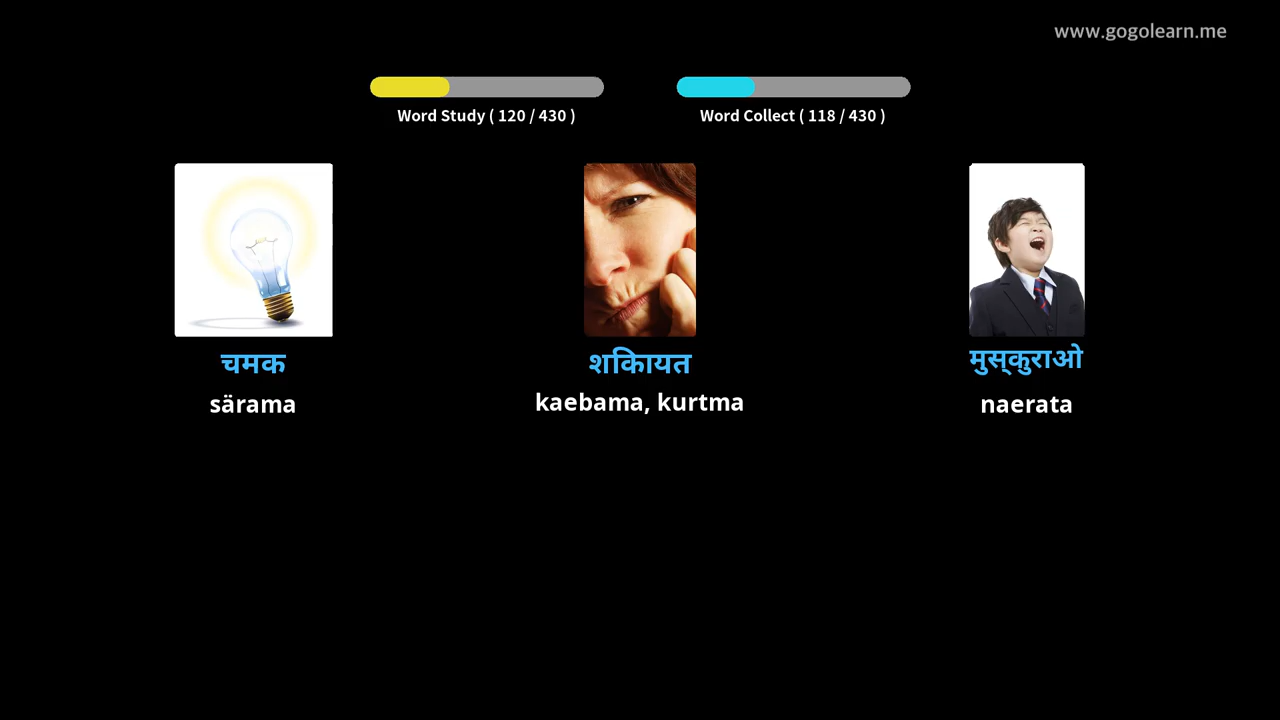 www.gogolearn.me
Word Study ( 120 / 430 )
Word Collect ( 118 / 430 )
चमक
शकिायत
मुस्कुराओ
särama
kaebama, kurtma
naerata